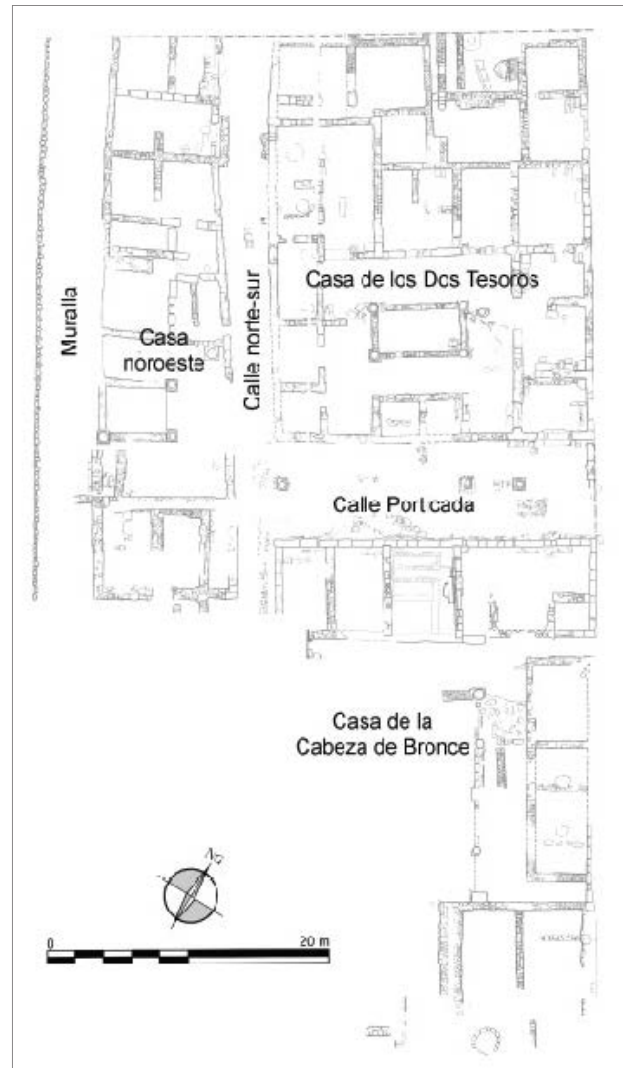 Casa de los Dos Tesoros
Muralla
Casa
noroeste
Calle norte-sur
Calle Porticada
Casa de la
Cabeza de Bronce
Ng
0
20 m